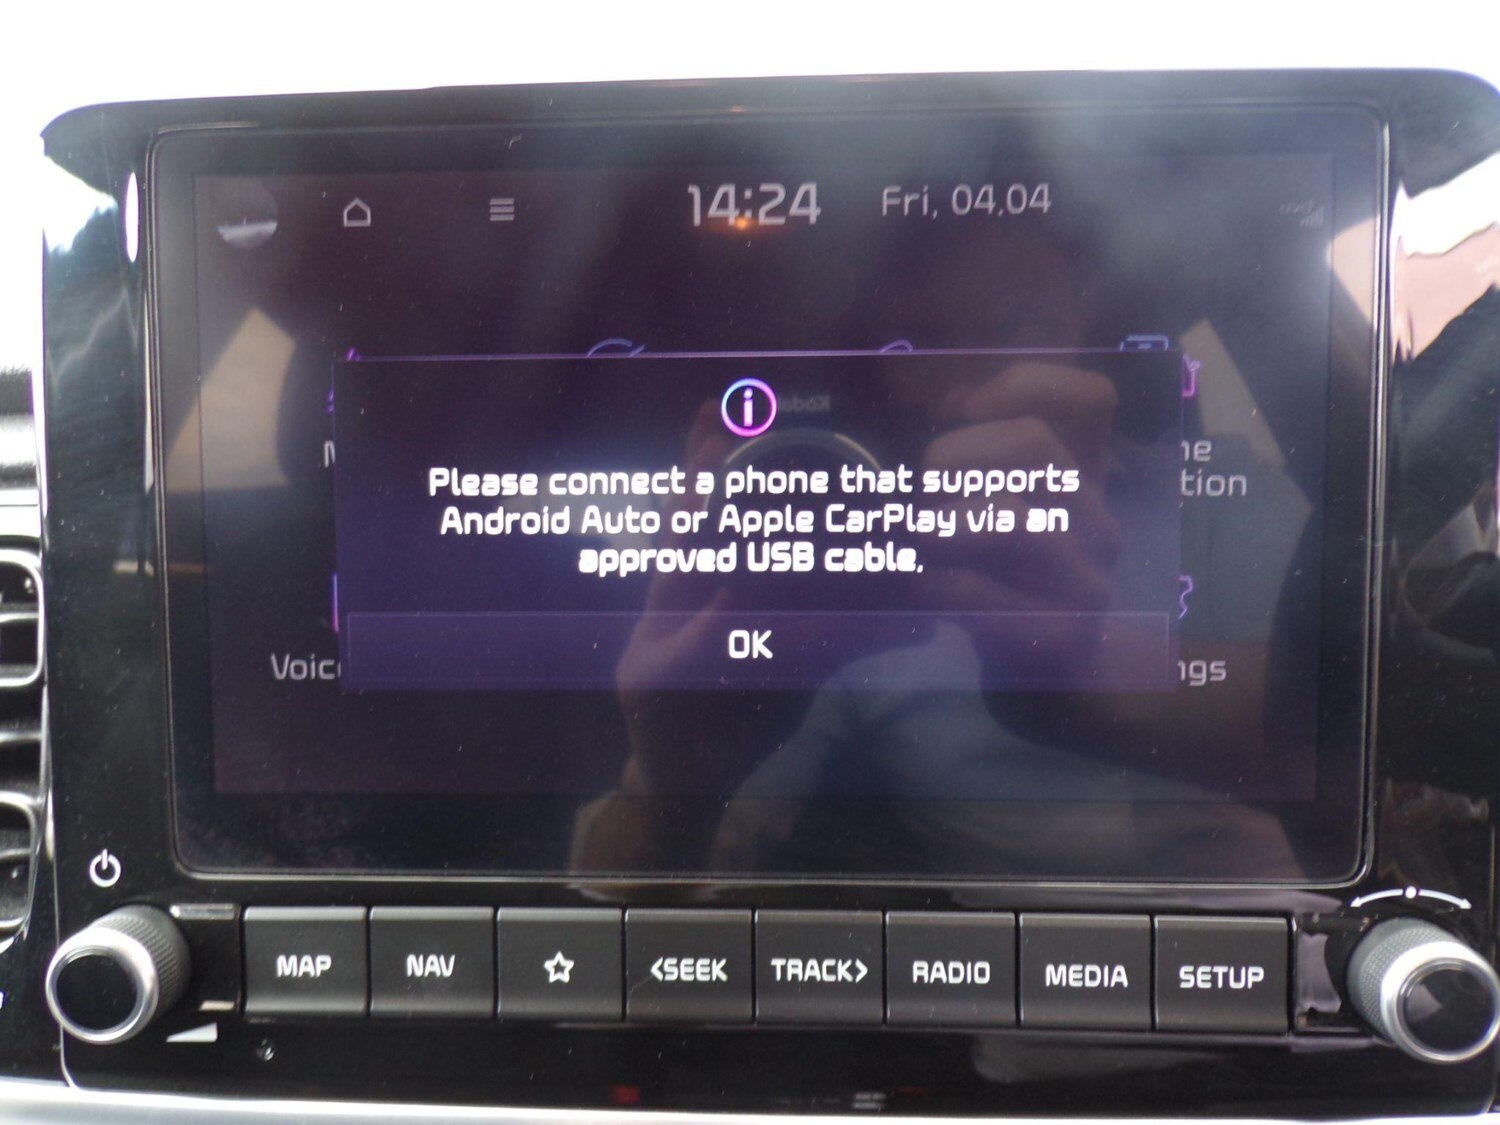 14:24 Fri, 04.04
Please connect a phone that supports
Android Auto or Apple CarPlay via an
approved USB cable.
OK
MAP NAV <SEEK TRACK> RADIO MEDIA SETUP